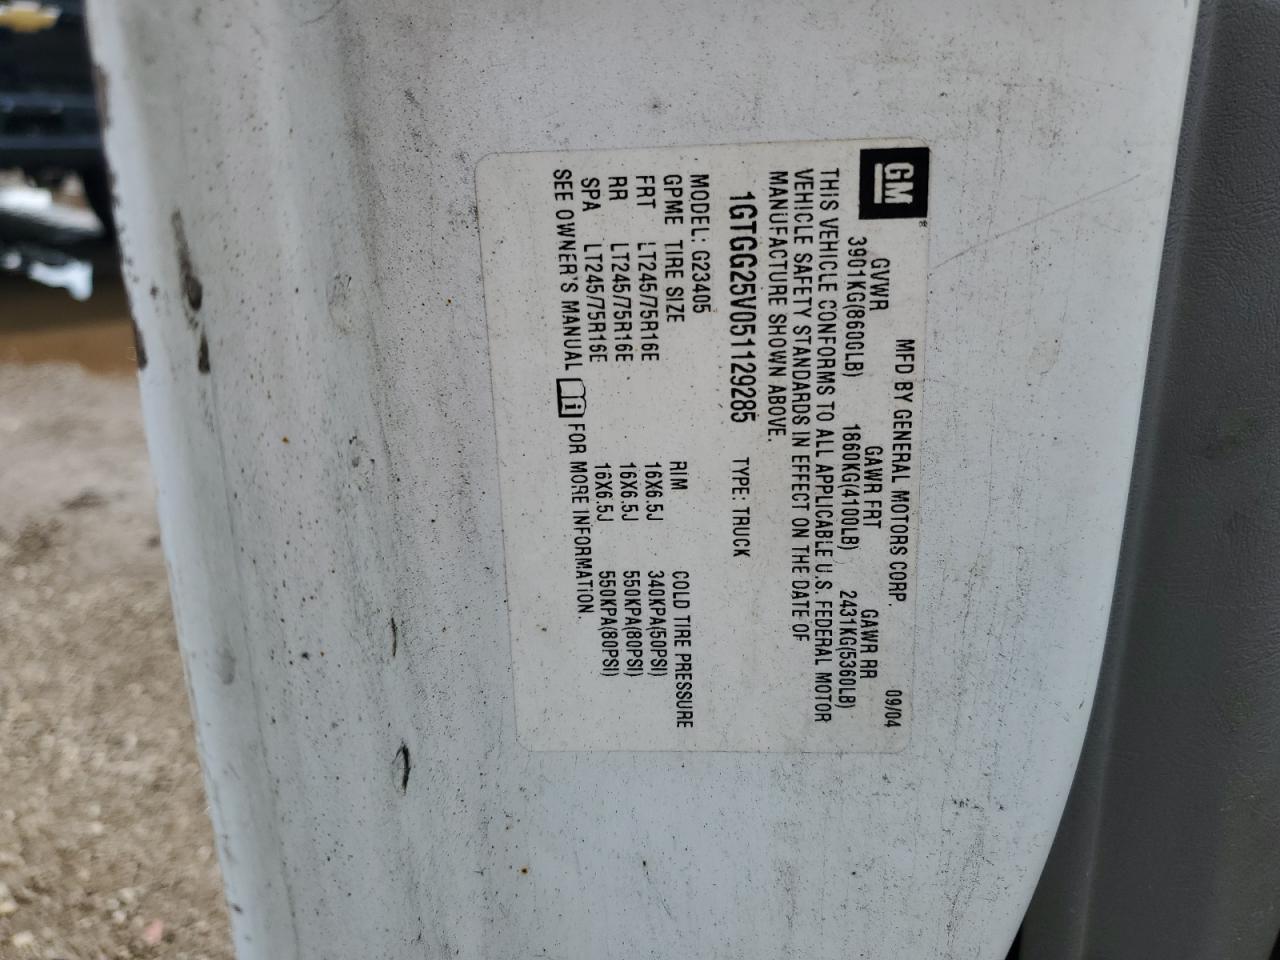 GM
MFD BY GENERAL MOTORS CORP. 09/04
GVWR GAWR FRT GAWR RR
3901KG(8600LB) 1860KG(4100LB) 2431KG(5360LB)
THIS VEHICLE CONFORMS TO ALL APPLICABLE U.S. FEDERAL MOTOR
VEHICLE SAFETY STANDARDS IN EFFECT ON THE DATE OF
MANUFACTURE SHOWN ABOVE.
1GTGG25V051129285 TYPE: TRUCK
MODEL: G23405
GPME TIRE SIZE RIM COLD TIRE PRESSURE
FRT LT245/75R16E 16X6.5J 340KPA(50PSI)
RR LT245/75R16E 16X6.5J 550KPA(80PSI)
SPA LT245/75R16E 16X6.5J 550KPA(80PSI)
SEE OWNER'S MANUAL FOR MORE INFORMATION.